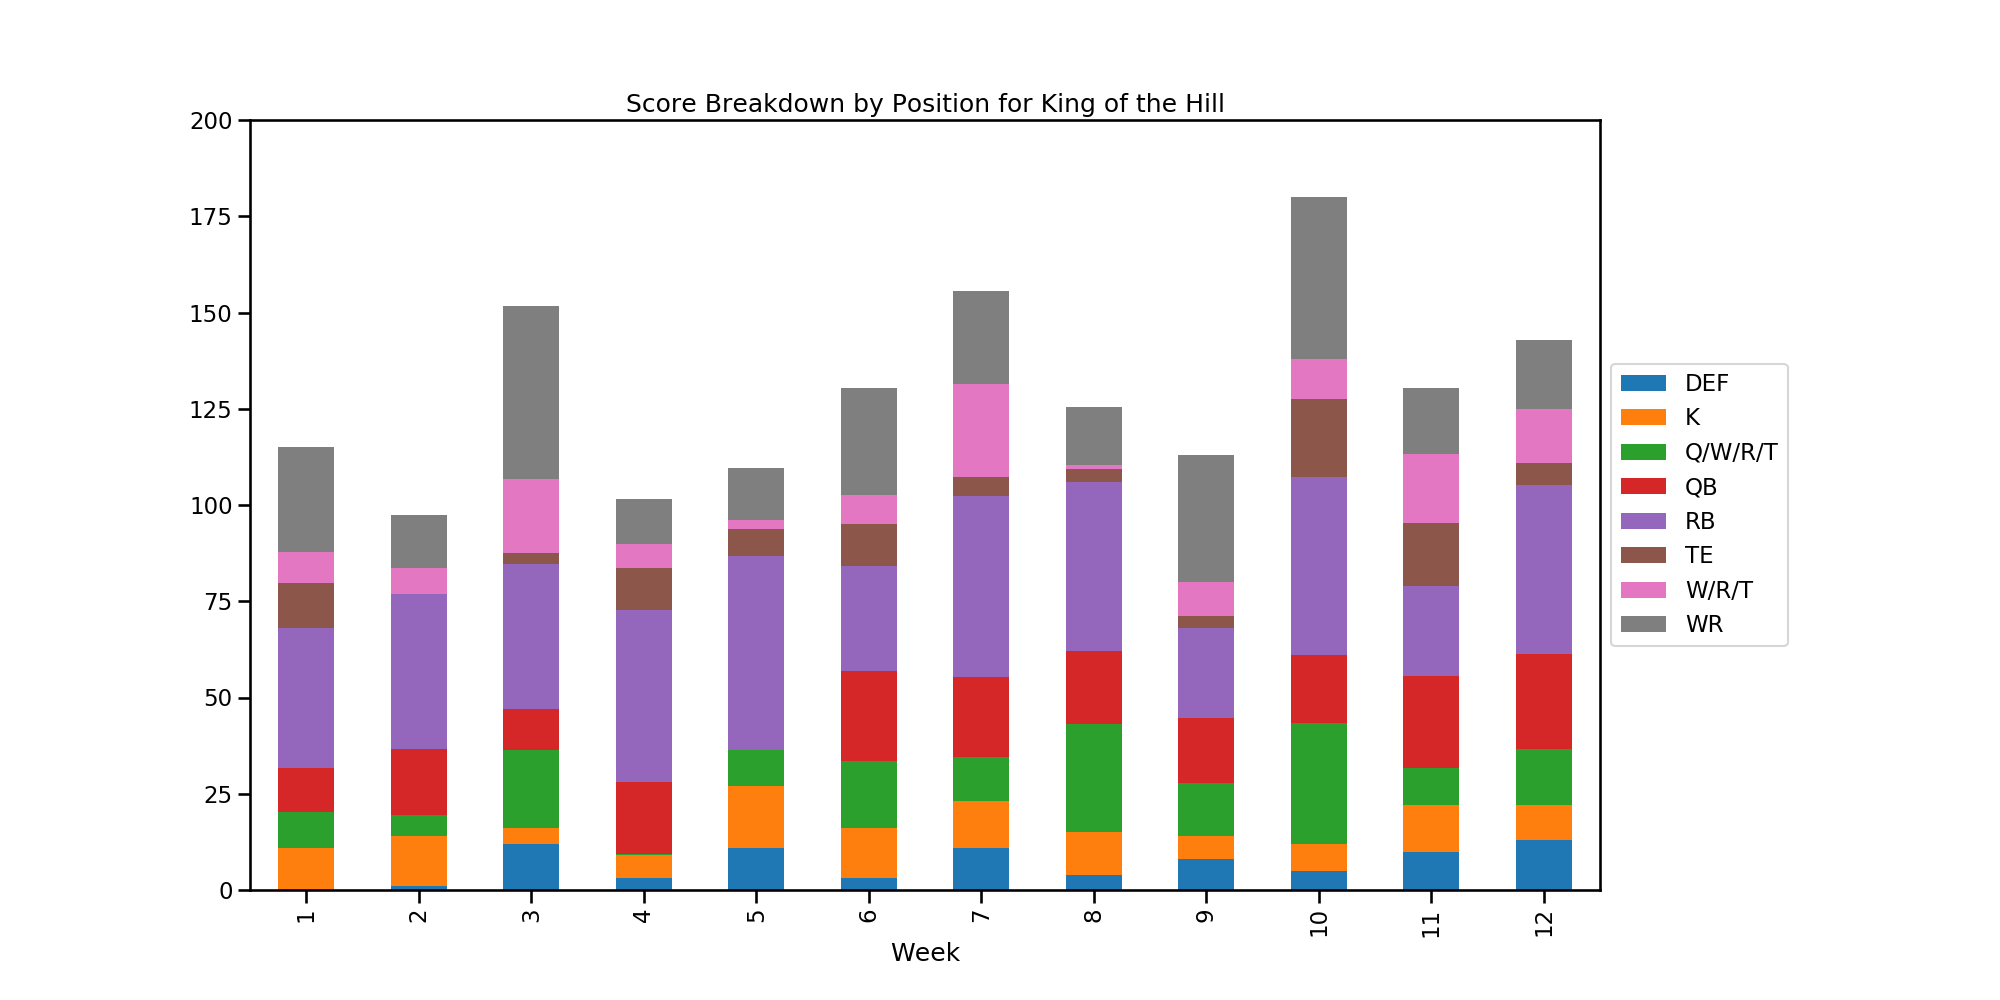 Score Breakdown by Position for King of the Hill
200
175
150
125
100
75
50
25
0
DEF
K
Q/W/R/T
QB
RB
TE
W/R/T
WR
1 2 3 4 5 6 7 8 9 10 11 12
Week